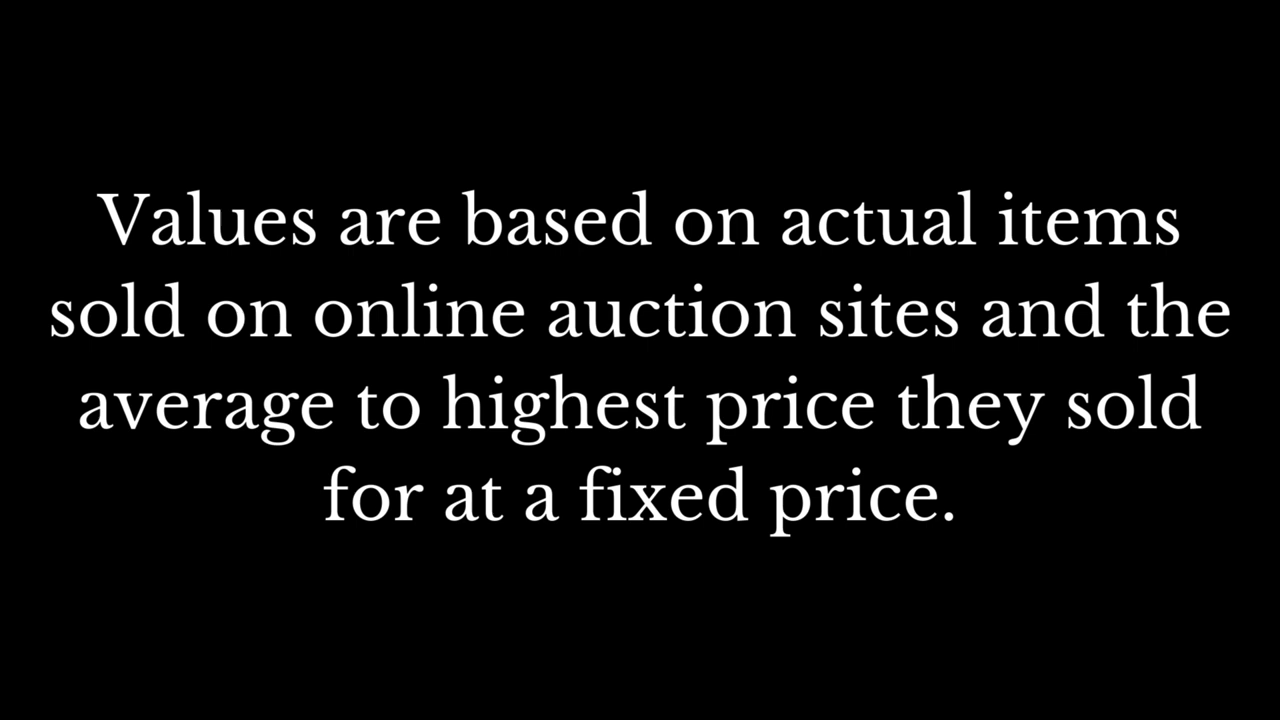 Values are based on actual items
sold on online auction sites and the
average to highest price they sold
for at a fixed price.